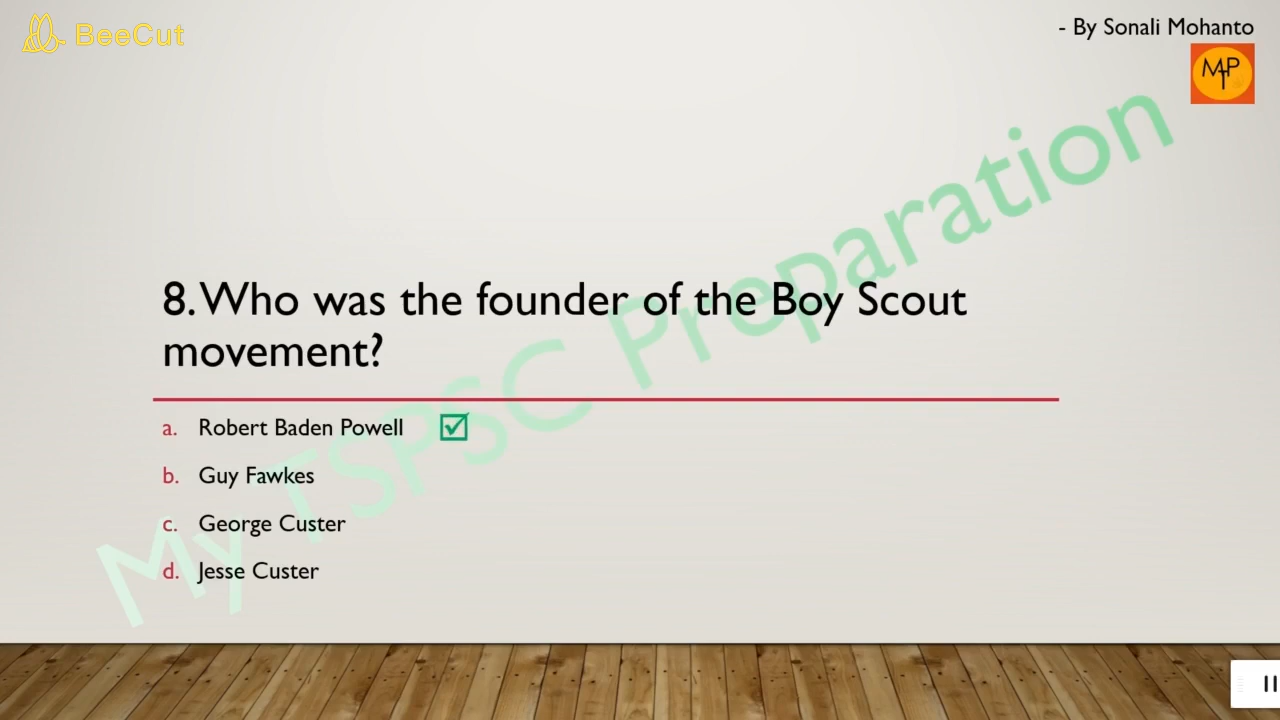 BeeCut
- By Sonali Mohanto
MTP
8. Who was the founder of the Boy Scout
movement?
a. Robert Baden Powell
b. Guy Fawkes
c. George Custer
d. Jesse Custer
My TSPSC Preparation